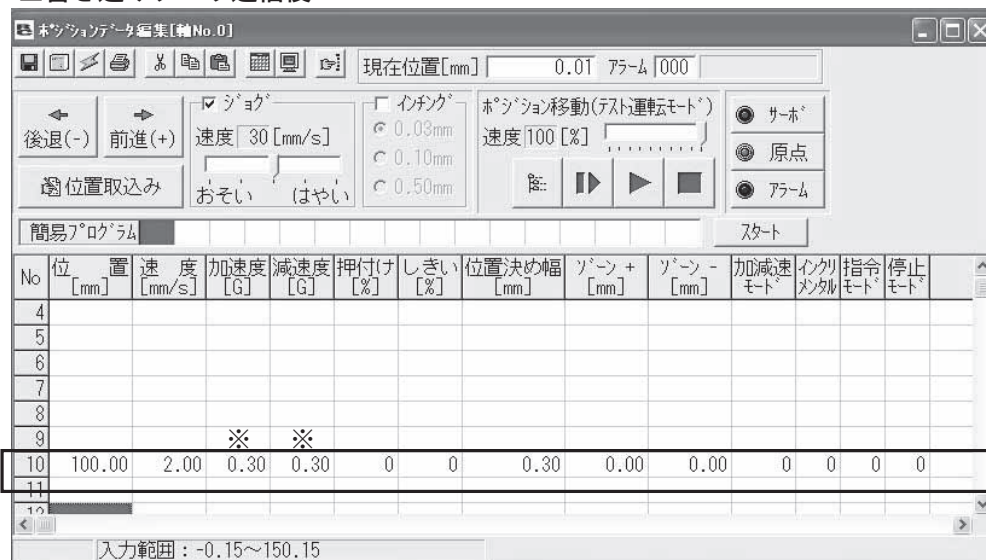 ポジションデータ編集[軸No.0]
現在位置[mm] 0.01 アラーム 000
後退(-) 前進(+)
位置取込み
ジョグ
速度 30 [mm/s]
おそい はやい
インチング
0.03mm
0.10mm
0.50mm
ポジション移動(テスト運転モード)
速度 100 [%]
サーボ
原点
アラーム
簡易プログラム スタート
No 位置[mm] 速度[mm/s] 加速度[G] 減速度[G] 押付け[%] しきい[%] 位置決め幅[mm] ゾーン+[mm] ゾーン-[mm] 加減速モード インクリメンタル 指令モード 停止モード
4
5
6
7
8
9 ※ ※
10 100.00 2.00 0.30 0.30 0 0 0.30 0.00 0.00 0 0 0 0
11
12
入力範囲:-0.15~150.15